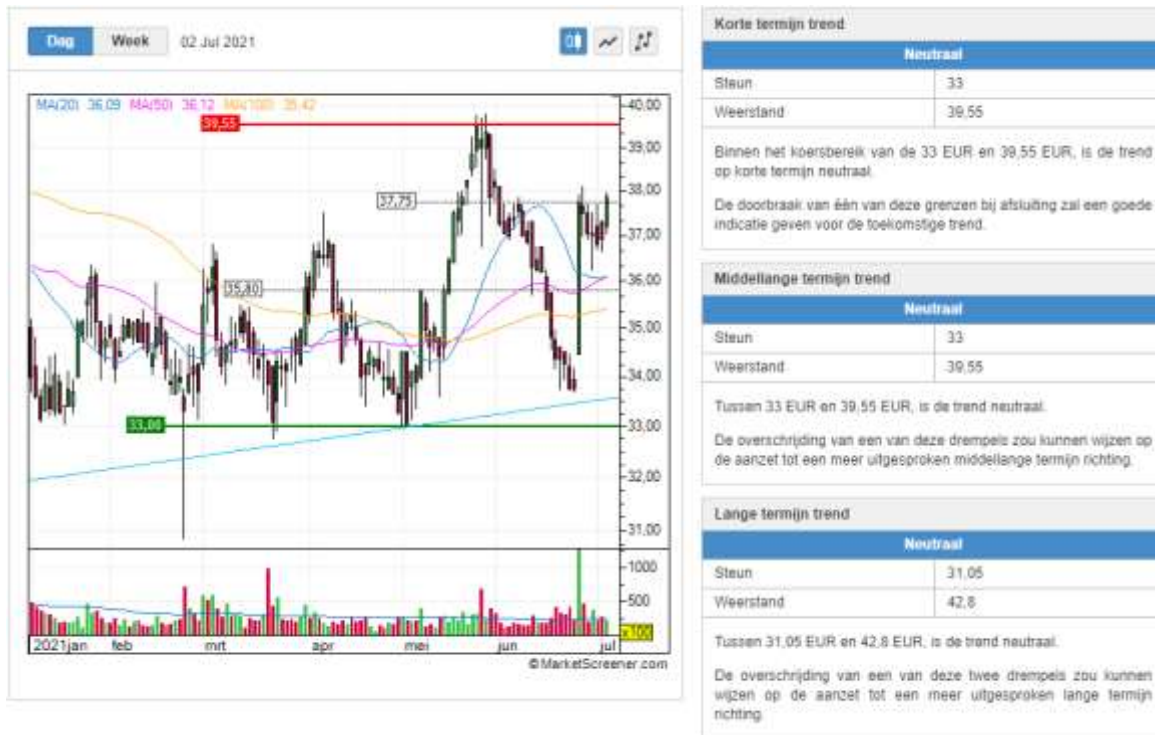 Dag
Week
02 Jul 2021
MA(20) 36,09 MA(50) 36,12 MA(100) 35,42
39,55
37,75
35,80
33,00
40,00
39,00
38,00
37,00
36,00
35,00
34,00
33,00
32,00
31,00
1000
500
x100
2021jan feb mrt apr mei jun jul
©MarketScreener.com
Korte termijn trend
Neutraal
Steun 33
Weerstand 39,55
Binnen het koersbereik van de 33 EUR en 39,55 EUR, is de trend
op korte termijn neutraal.
De doorbraak van één van deze grenzen bij afsluiting zal een goede
indicatie geven voor de toekomstige trend.
Middellange termijn trend
Neutraal
Steun 33
Weerstand 39,55
Tussen 33 EUR en 39,55 EUR, is de trend neutraal.
De overschrijding van een van deze drempels zou kunnen wijzen op
de aanzet tot een meer uitgesproken middellange termijn richting.
Lange termijn trend
Neutraal
Steun 31,05
Weerstand 42,8
Tussen 31,05 EUR en 42,8 EUR, is de trend neutraal.
De overschrijding van een van deze twee drempels zou kunnen
wijzen op de aanzet tot een meer uitgesproken lange termijn
richting.